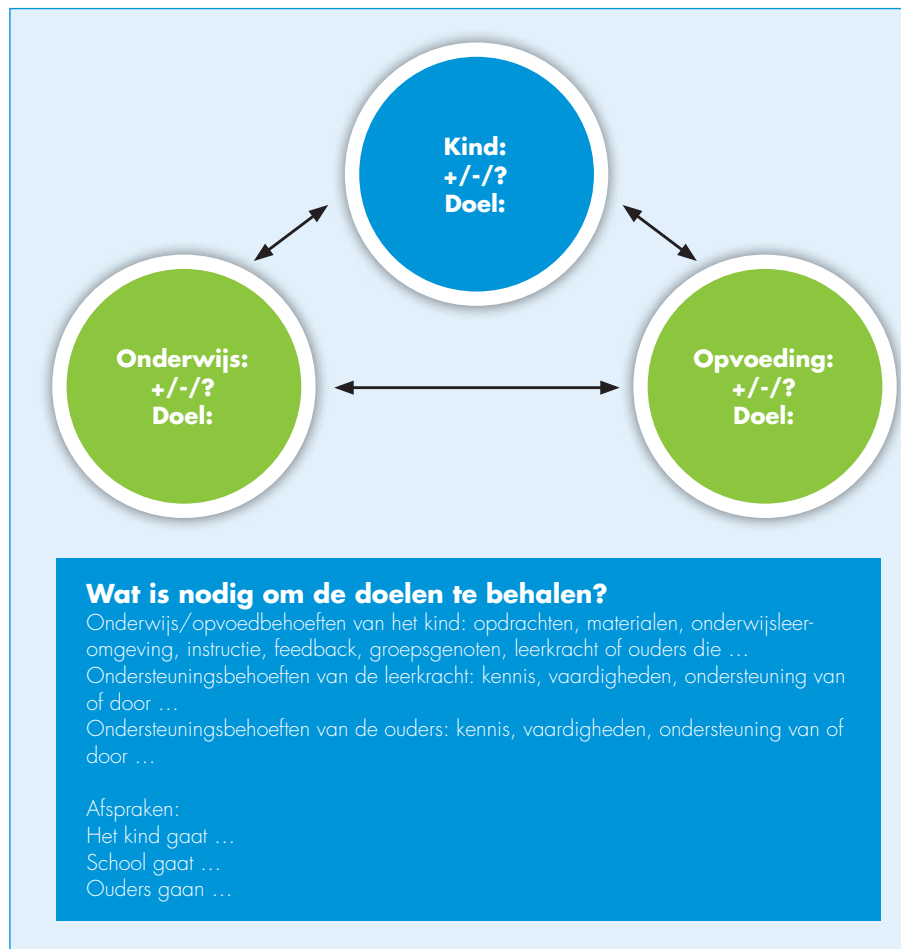 Kind:
+/-/?
Doel:
Onderwijs:
+/-/?
Doel:
Opvoeding:
+/-/?
Doel:
Wat is nodig om de doelen te behalen?
Onderwijs/opvoedbehoeften van het kind: opdrachten, materialen, onderwijsleer-
omgeving, instructie, feedback, groepsgenoten, leerkracht of ouders die …
Ondersteuningsbehoeften van de leerkracht: kennis, vaardigheden, ondersteuning van
of door …
Ondersteuningsbehoeften van de ouders: kennis, vaardigheden, ondersteuning van of
door …
Afspraken:
Het kind gaat …
School gaat …
Ouders gaan …